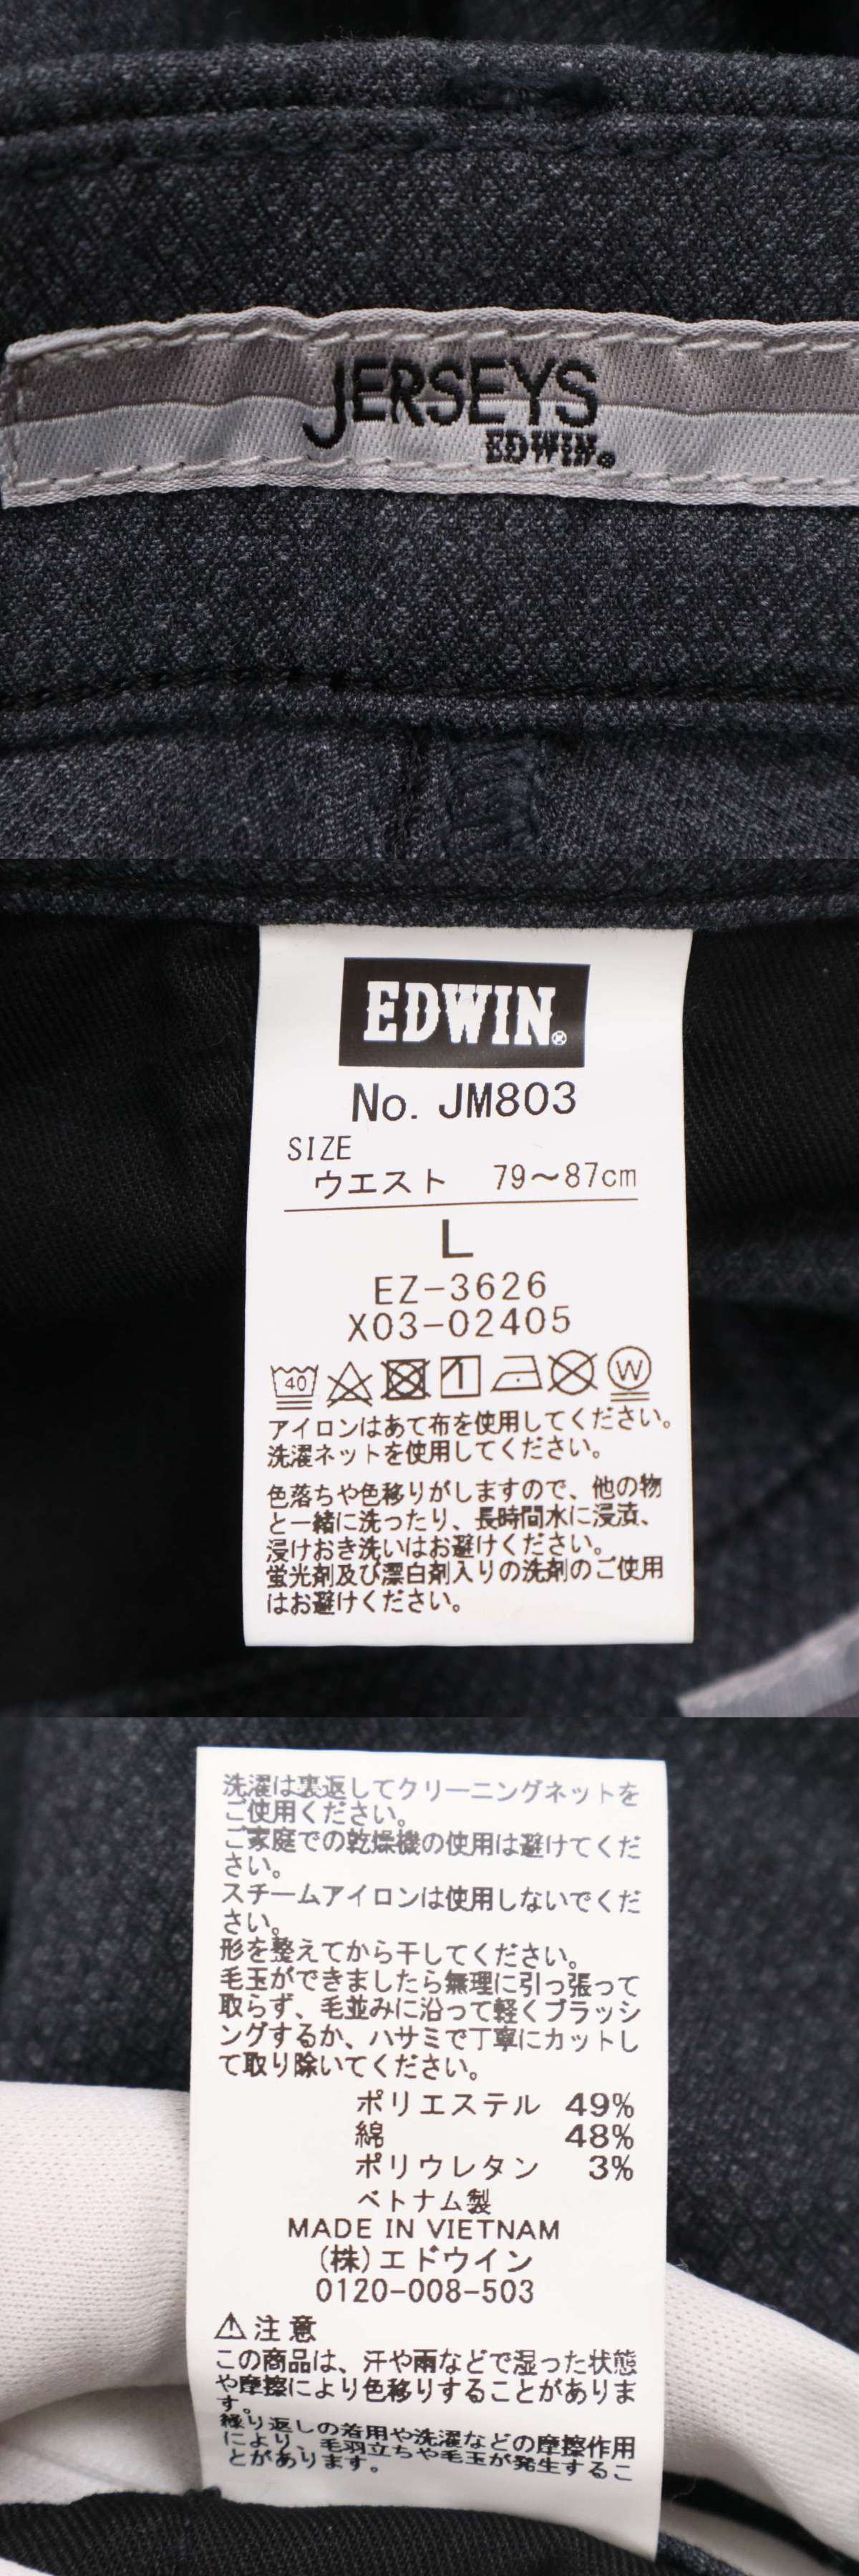 JERSEYS
EDWIN®
EDWIN®
No. JM803
SIZE
ウエスト 79～87cm
L
EZ-3626
X03-02405
40 W
アイロンはあて布を使用してください。
洗濯ネットを使用してください。
色落ちや色移りがしますので、他の物
と一緒に洗ったり、長時間水に浸漬、
浸けおき洗いはお避けください。
蛍光剤及び漂白剤入りの洗剤のご使用
はお避けください。
洗濯は裏返してクリーニングネットを
ご使用ください。
ご家庭での乾燥機の使用は避けてくだ
さい。
スチームアイロンは使用しないでくだ
さい。
形を整えてから干してください。
毛玉ができましたら無理に引っ張って
取らず、毛並みに沿って軽くブラッシ
ングするか、ハサミで丁寧にカットし
て取り除いてください。
ポリエステル 49%
綿 48%
ポリウレタン 3%
ベトナム製
MADE IN VIETNAM
(株)エドウイン
0120-008-503
⚠注意
この商品は、汗や雨などで湿った状態
や摩擦により色移りすることがありま
す。
繰り返しの着用や洗濯などの摩擦作用
により、毛羽立ちや毛玉が発生するこ
とがあります。